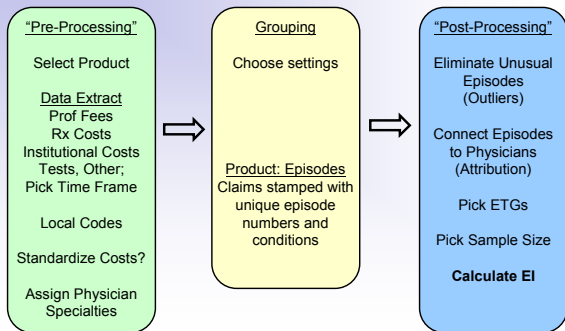 “Pre-Processing”
Select Product
Data Extract
Prof Fees
Rx Costs
Institutional Costs
Tests, Other;
Pick Time Frame
Local Codes
Standardize Costs?
Assign Physician
Specialties
Grouping
Choose settings
Product: Episodes
Claims stamped with
unique episode
numbers and
conditions
“Post-Processing”
Eliminate Unusual
Episodes
(Outliers)
Connect Episodes
to Physicians
(Attribution)
Pick ETGs
Pick Sample Size
Calculate EI